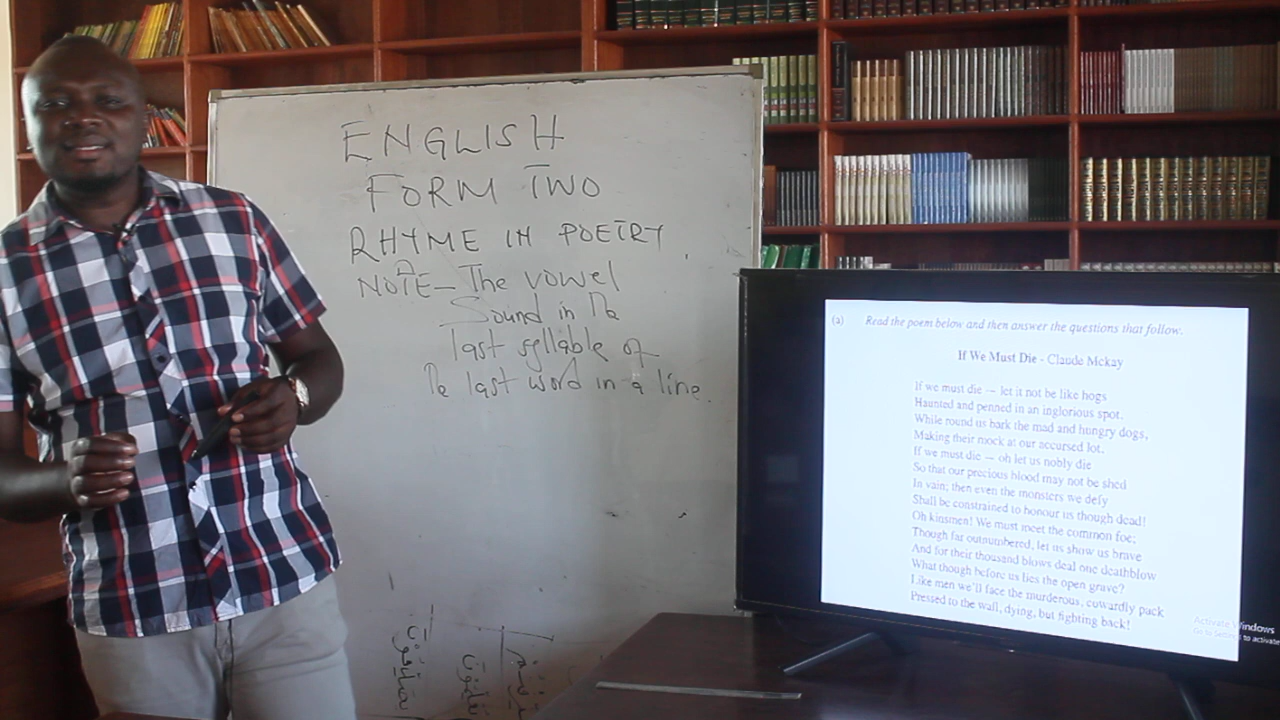 ENGLISH
FORM TWO
RHYME IN POETRY
NOTE - The vowel
Sound in The
last syllable of
The last word in a line.
(a) Read the poem below and then answer the questions that follow.
If We Must Die - Claude Mckay
If we must die — let it not be like hogs
Haunted and penned in an inglorious spot,
While round us bark the mad and hungry dogs,
Making their mock at our accursed lot.
If we must die — oh let us nobly die
So that our precious blood may not be shed
In vain; then even the monsters we defy
Shall be constrained to honour us though dead!
Oh kinsmen! We must meet the common foe;
Though far outnumbered, let us show us brave
And for their thousand blows deal one deathblow
What though before us lies the open grave?
Like men we'll face the murderous, cowardly pack
Pressed to the wall, dying, but fighting back!
Activate Windows
Go to Settings to activate